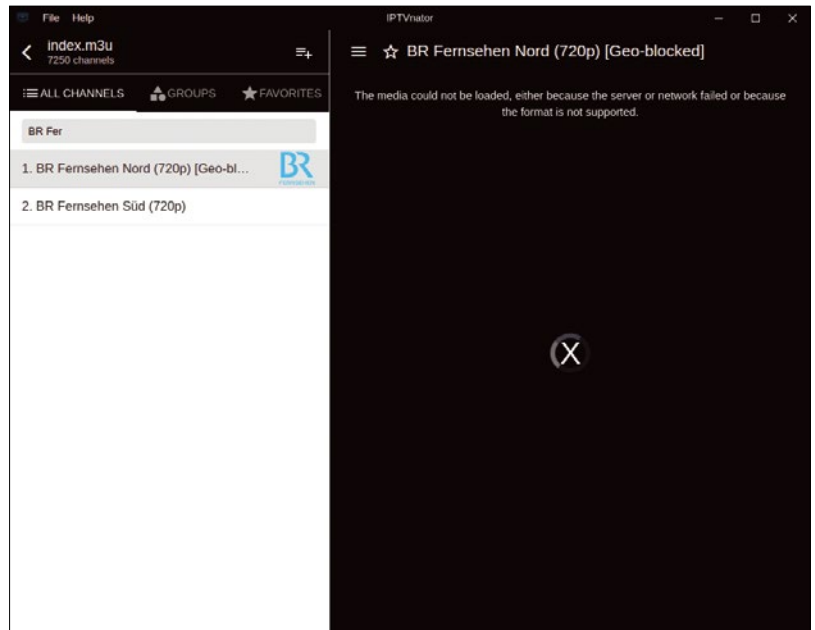 File Help
IPTVnator
index.m3u
7250 channels
ALL CHANNELS
GROUPS
FAVORITES
BR Fer
1. BR Fernsehen Nord (720p) [Geo-bl...
BR
FERNSEHEN
2. BR Fernsehen Süd (720p)
BR Fernsehen Nord (720p) [Geo-blocked]
The media could not be loaded, either because the server or network failed or because
the format is not supported.
X